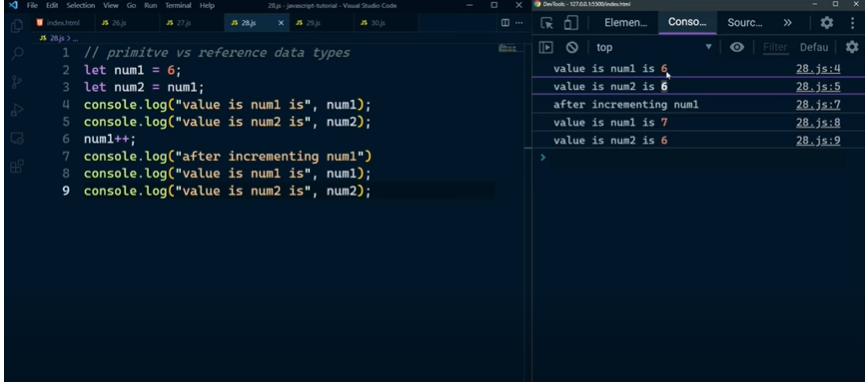 File Edit Selection View Go Run Terminal Help
28.js - javascript-tutorial - Visual Studio Code
index.html
JS 26.js
JS 27.js
JS 28.js
JS 29.js
JS 30.js
JS 28.js > ...
1 // primitve vs reference data types
2 let num1 = 6;
3 let num2 = num1;
4 console.log("value is num1 is", num1);
5 console.log("value is num2 is", num2);
6 num1++;
7 console.log("after incrementing num1")
8 console.log("value is num1 is", num1);
9 console.log("value is num2 is", num2);
DevTools - 127.0.0.1:5500/index.html
Elemen... Conso... Sourc... »
top Filter Defau
value is num1 is 6 28.js:4
value is num2 is 6 28.js:5
after incrementing num1 28.js:7
value is num1 is 7 28.js:8
value is num2 is 6 28.js:9